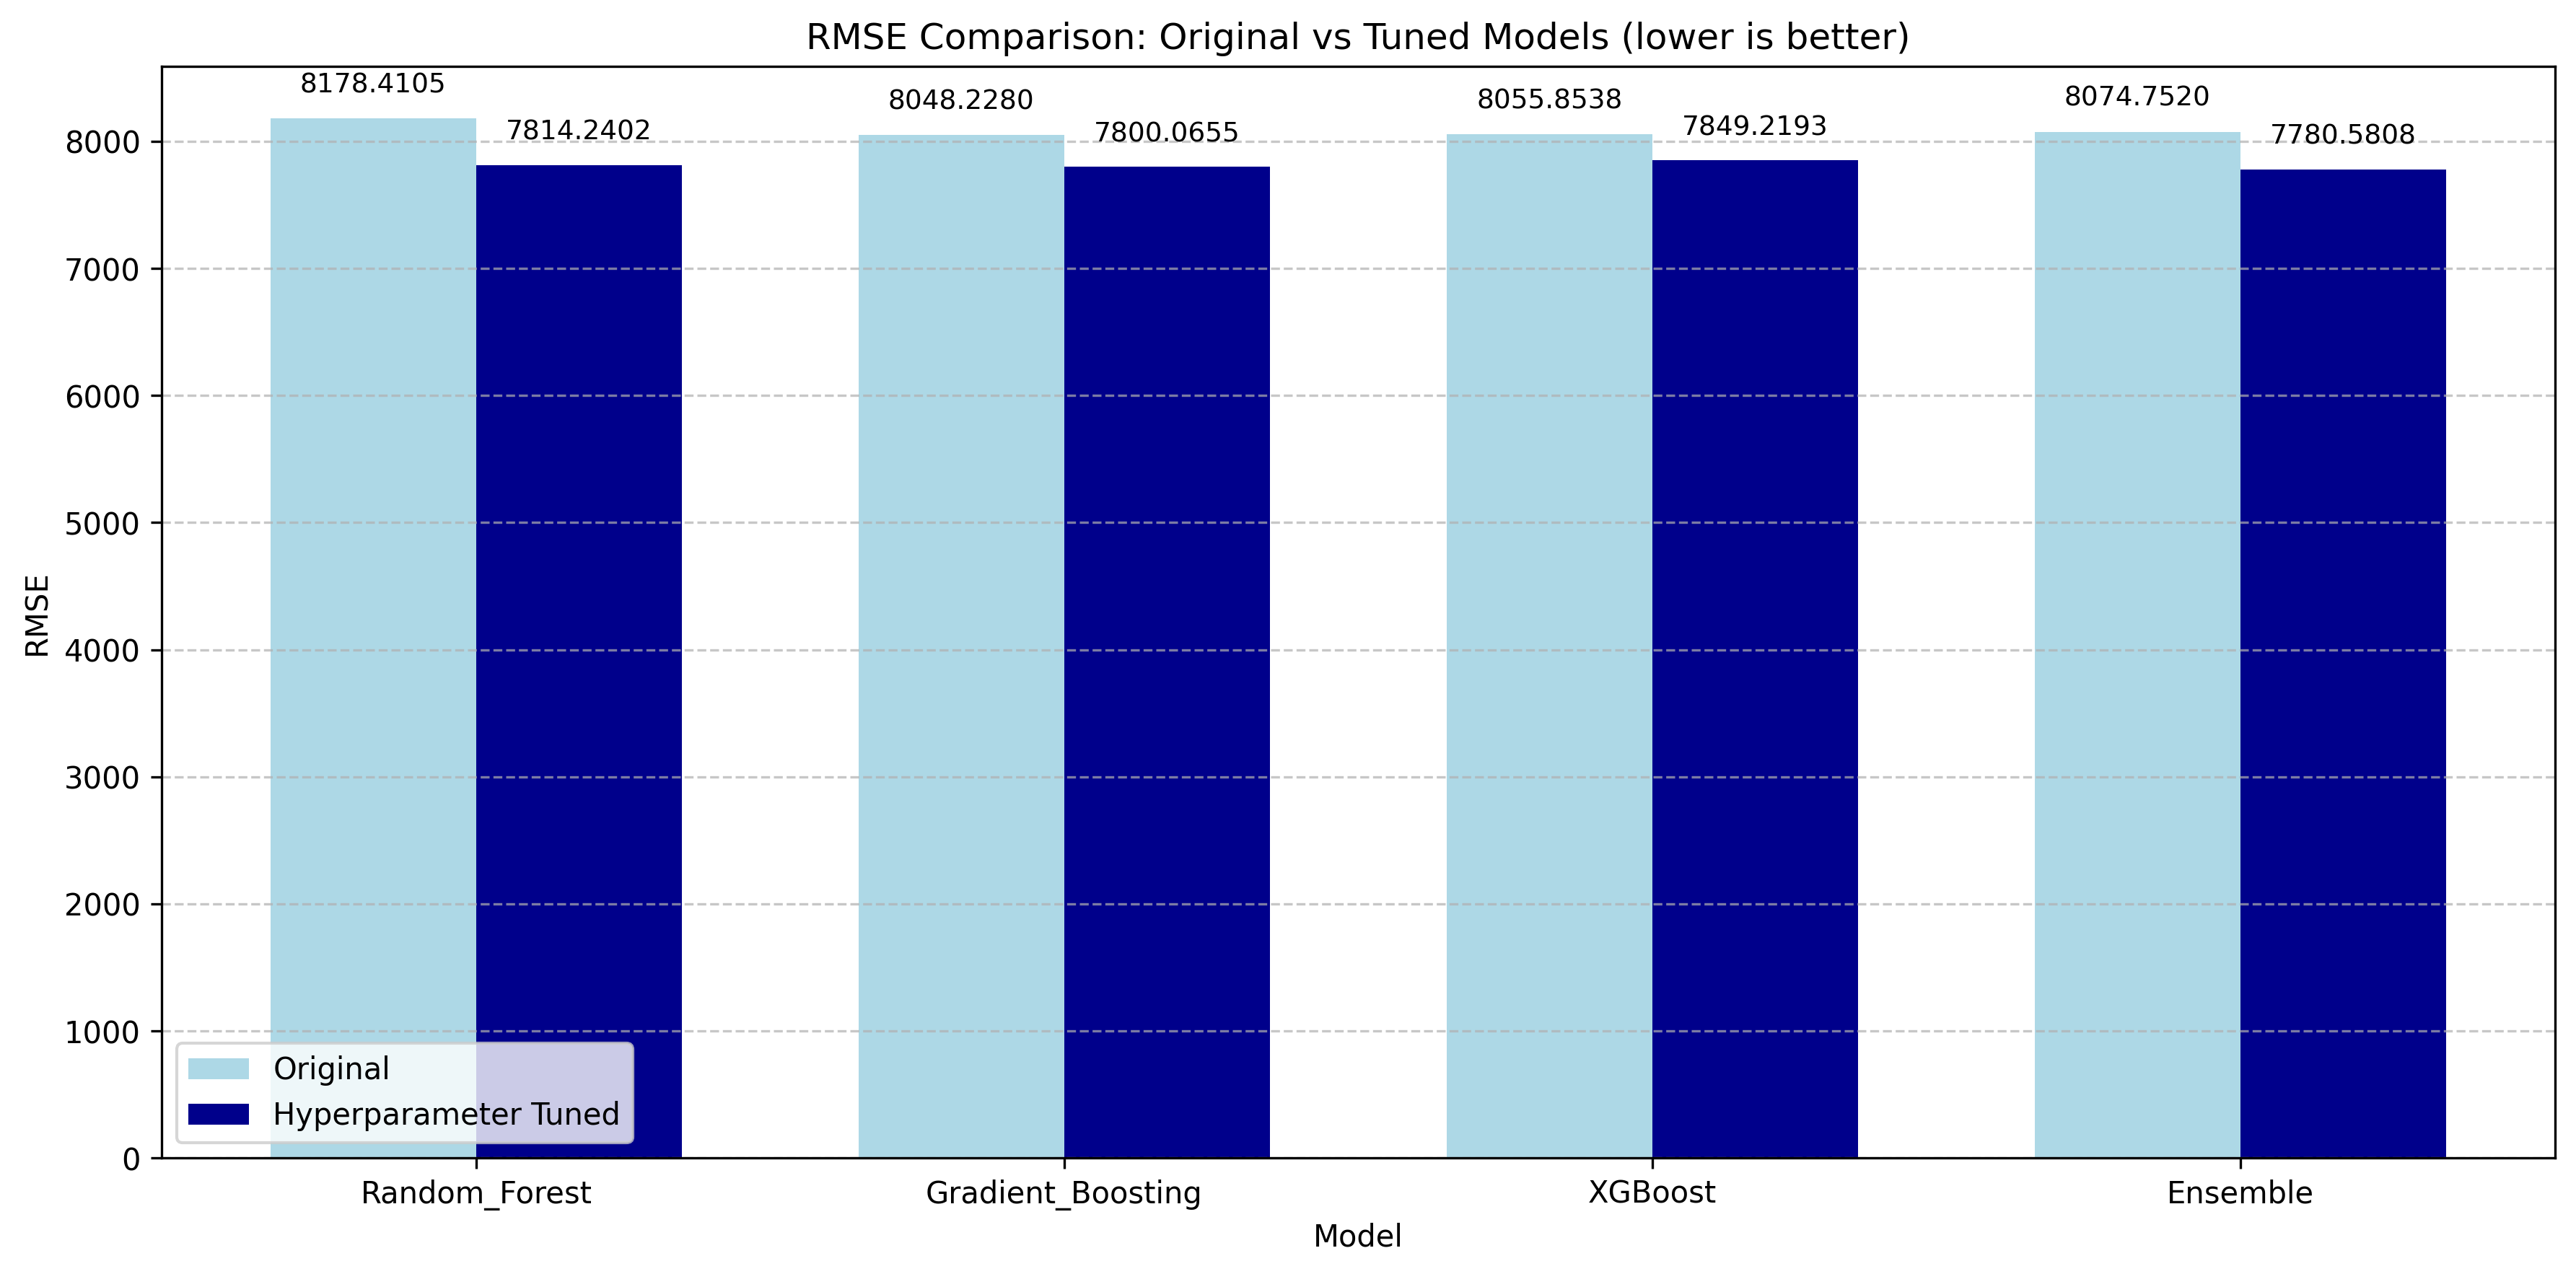 RMSE Comparison: Original vs Tuned Models (lower is better)
8178.4105
7814.2402
8048.2280
7800.0655
8055.8538
7849.2193
8074.7520
7780.5808
RMSE
8000
7000
6000
5000
4000
3000
2000
1000
0
Original
Hyperparameter Tuned
Random_Forest
Gradient_Boosting
XGBoost
Ensemble
Model